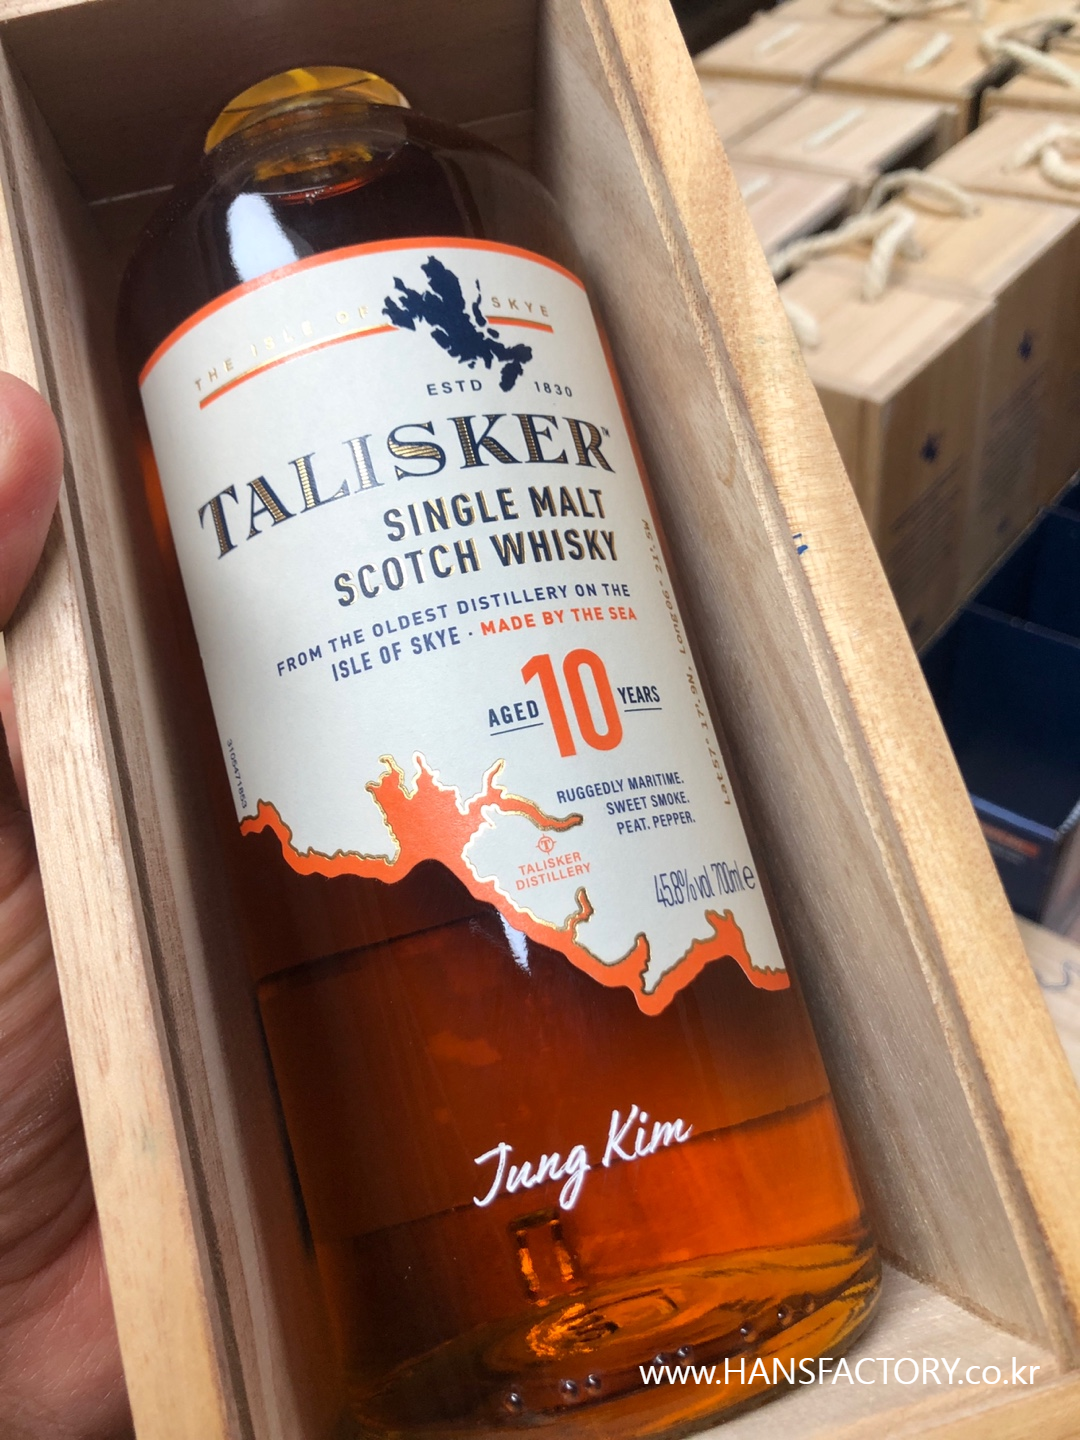 THE ISLE OF SKYE
ESTD 1830
TALISKER™
SINGLE MALT
SCOTCH WHISKY
FROM THE OLDEST DISTILLERY ON THE
ISLE OF SKYE · MADE BY THE SEA
AGED 10 YEARS
RUGGEDLY MARITIME.
SWEET SMOKE.
PEAT. PEPPER.
TALISKER
DISTILLERY
45.8%vol 700ml e
Jung Kim
www.HANSFACTORY.co.kr